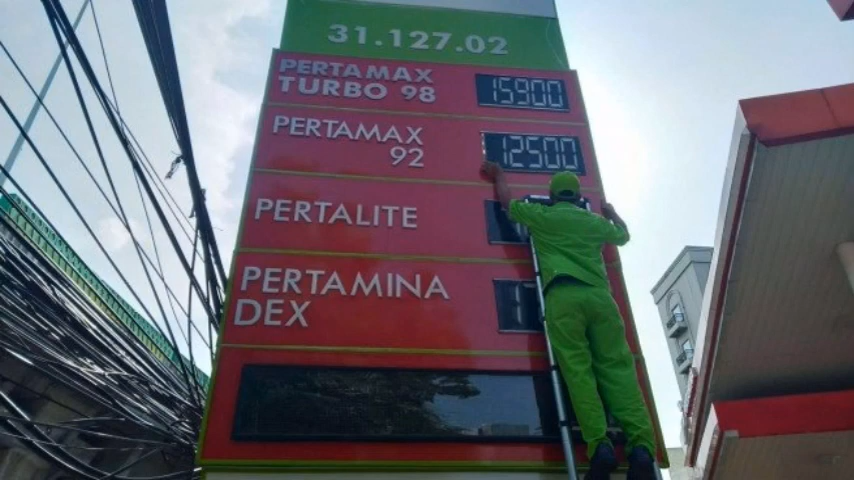 31.127.02
PERTAMAX
TURBO 98
15900
PERTAMAX
92
12500
PERTALITE
PERTAMINA
DEX